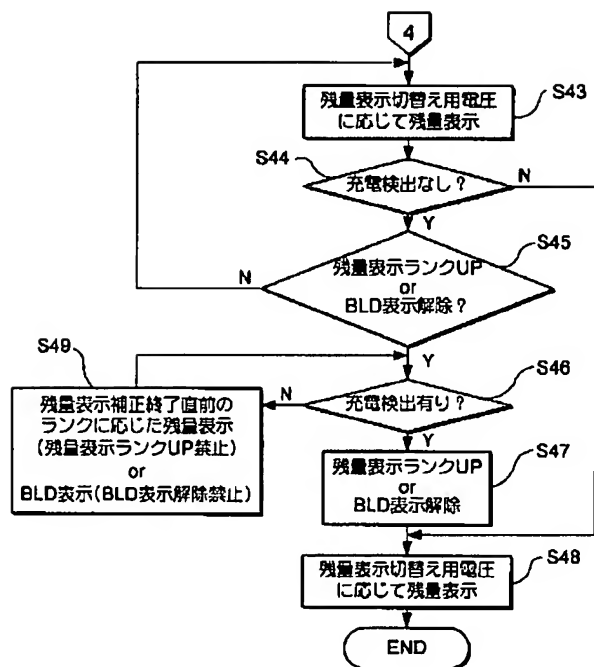 4
残量表示切替え用電圧
に応じて残量表示
S43
S44
充電検出なし？
N
Y
S45
残量表示ランクUP
or
BLD表示解除？
N
Y
S49
残量表示補正終了直前の
ランクに応じた残量表示
(残量表示ランクUP禁止)
or
BLD表示(BLD表示解除禁止)
N
充電検出有り？
S46
Y
残量表示ランクUP
or
BLD表示解除
S47
残量表示切替え用電圧
に応じて残量表示
S48
END